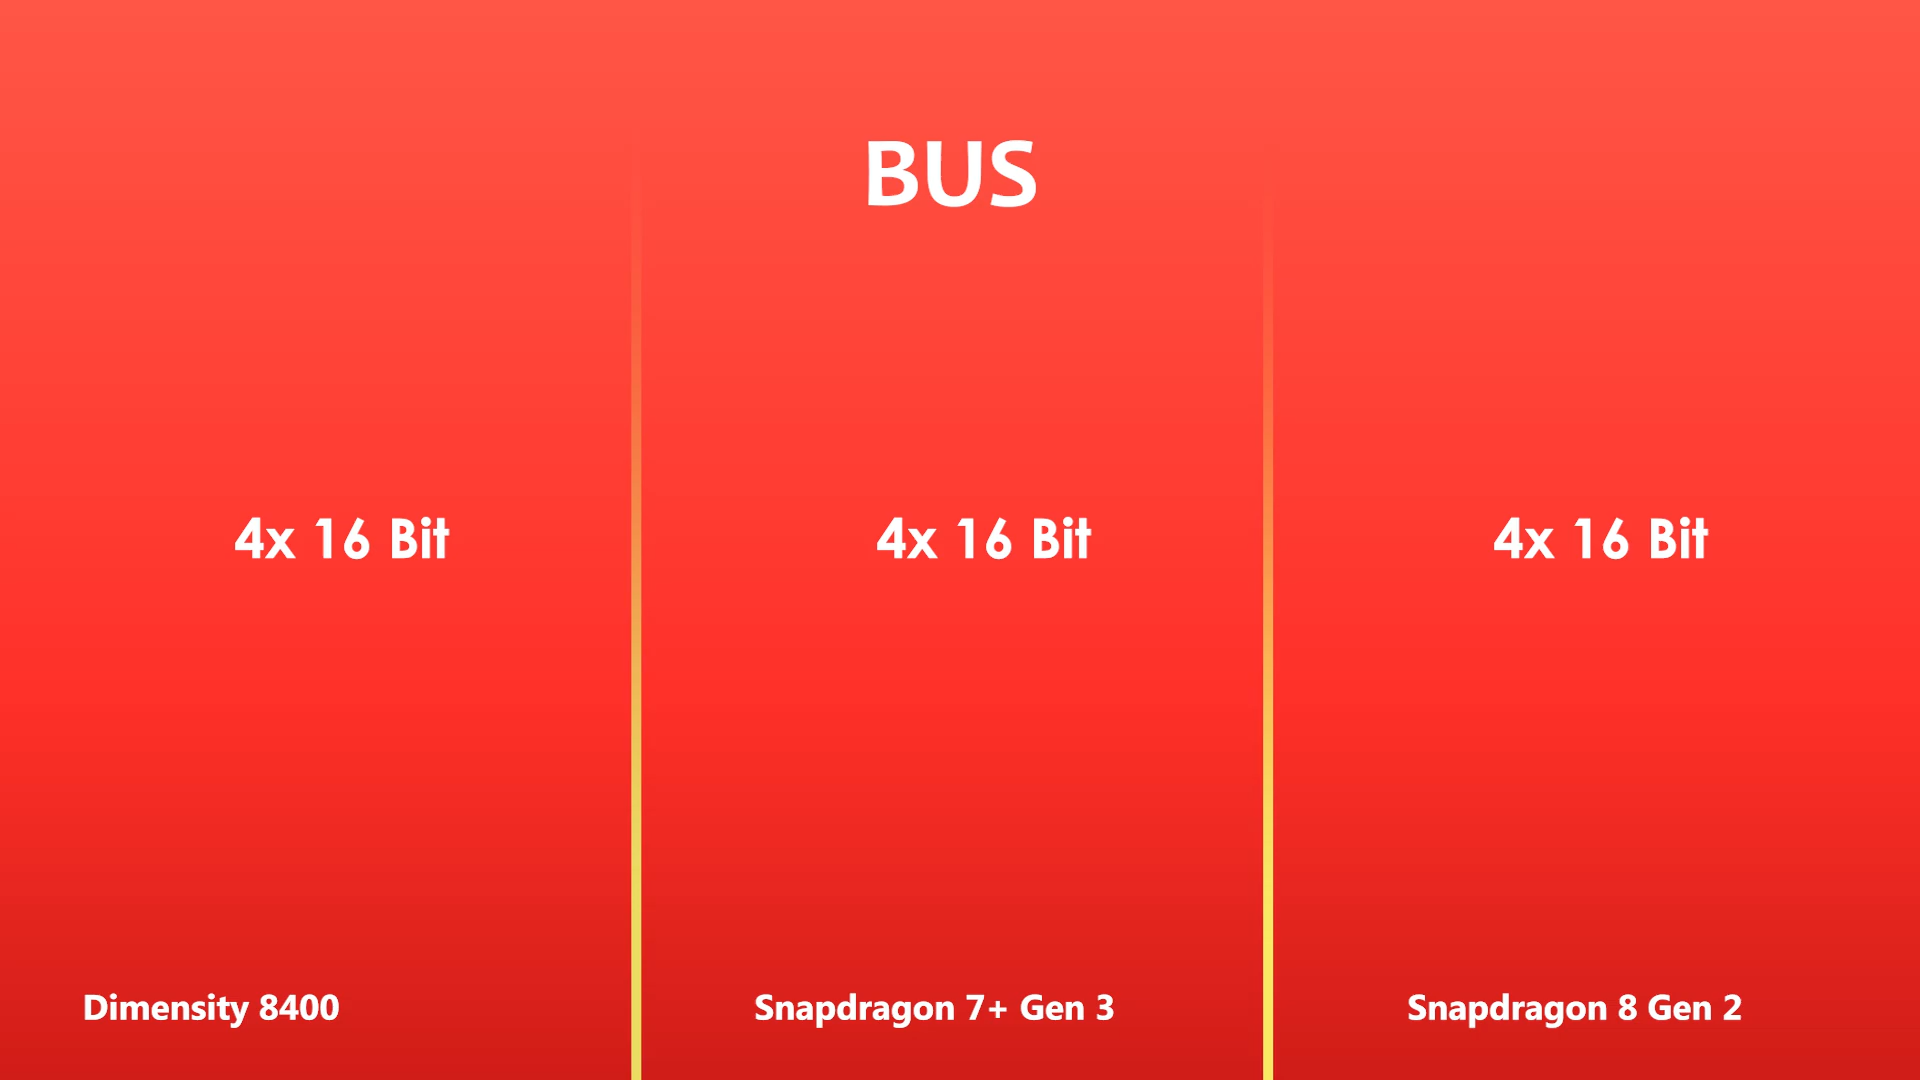 BUS
4x 16 Bit
4x 16 Bit
4x 16 Bit
Dimensity 8400
Snapdragon 7+ Gen 3
Snapdragon 8 Gen 2